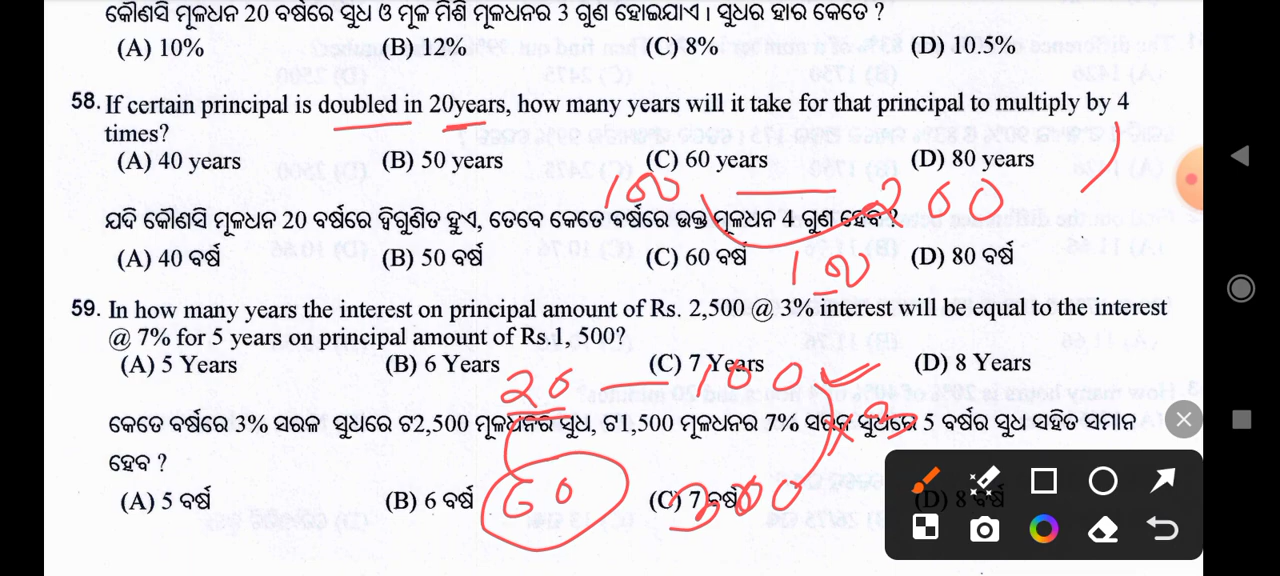 କୌଣସି ମୂଳଧନ 20 ବର୍ଷରେ ସୁଧ ଓ ମୂଳ ମିଶି ମୂଳଧନର 3 ଗୁଣ ହୋଇଯାଏ। ସୁଧର ହାର କେତେ ?
(A) 10% (B) 12% (C) 8% (D) 10.5%
58. If certain principal is doubled in 20years, how many years will it take for that principal to multiply by 4
times?
(A) 40 years (B) 50 years (C) 60 years (D) 80 years
100 200
ଯଦି କୌଣସି ମୂଳଧନ 20 ବର୍ଷରେ ଦ୍ୱିଗୁଣିତ ହୁଏ, ତେବେ କେତେ ବର୍ଷରେ ଉକ୍ତ ମୂଳଧନ 4 ଗୁଣ ହେବ ?
(A) 40 ବର୍ଷ (B) 50 ବର୍ଷ (C) 60 ବର୍ଷ (D) 80 ବର୍ଷ
100
59. In how many years the interest on principal amount of Rs. 2,500 @ 3% interest will be equal to the interest
@ 7% for 5 years on principal amount of Rs.1, 500?
(A) 5 Years (B) 6 Years (C) 7 Years (D) 8 Years
20 — 100
କେତେ ବର୍ଷରେ 3% ସରଳ ସୁଧରେ ଟ2,500 ମୂଳଧନର ସୁଧ, ଟ1,500 ମୂଳଧନର 7% ସରଳ ସୁଧରେ 5 ବର୍ଷର ସୁଧ ସହିତ ସମାନ
ହେବ ?
(A) 5 ବର୍ଷ (B) 6 ବର୍ଷ (C) 7 ବର୍ଷ (D) 8 ବର୍ଷ
60 300